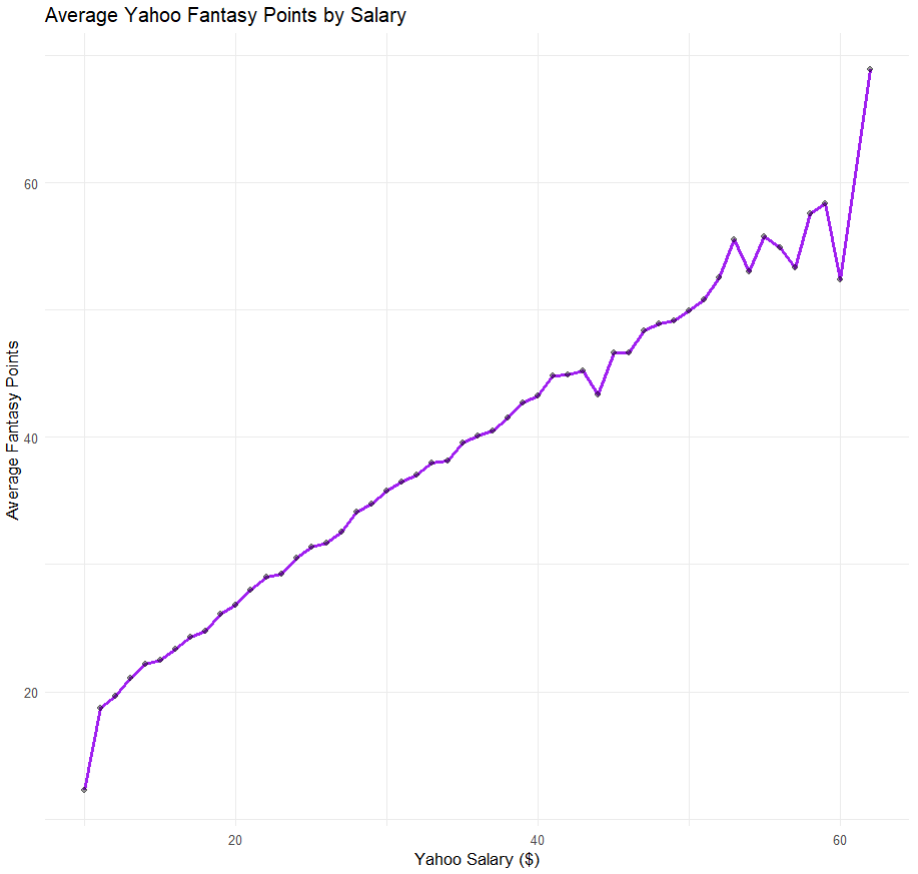 Average Yahoo Fantasy Points by Salary
Average Fantasy Points
60
40
20
20 40 60
Yahoo Salary ($)